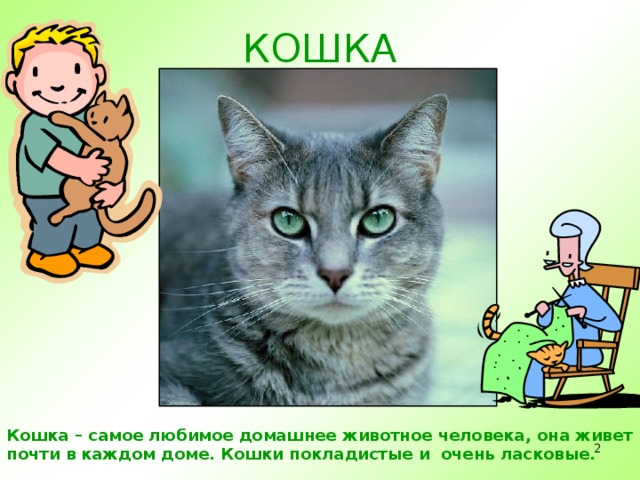 КОШКА
Кошка – самое любимое домашнее животное человека, она живет
почти в каждом доме. Кошки покладистые и очень ласковые.
2